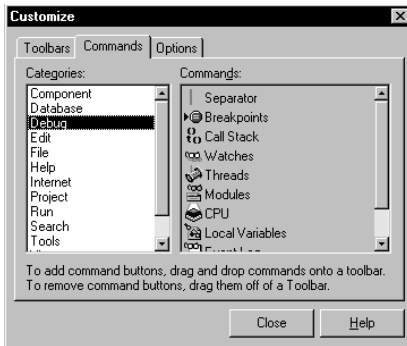 Customize
Toolbars Commands Options
Categories:
Component
Database
Debug
Edit
File
Help
Internet
Project
Run
Search
Tools
Commands:
Separator
Breakpoints
Call Stack
Watches
Threads
Modules
CPU
Local Variables
Event Log
To add command buttons, drag and drop commands onto a toolbar.
To remove command buttons, drag them off of a Toolbar.
Close Help